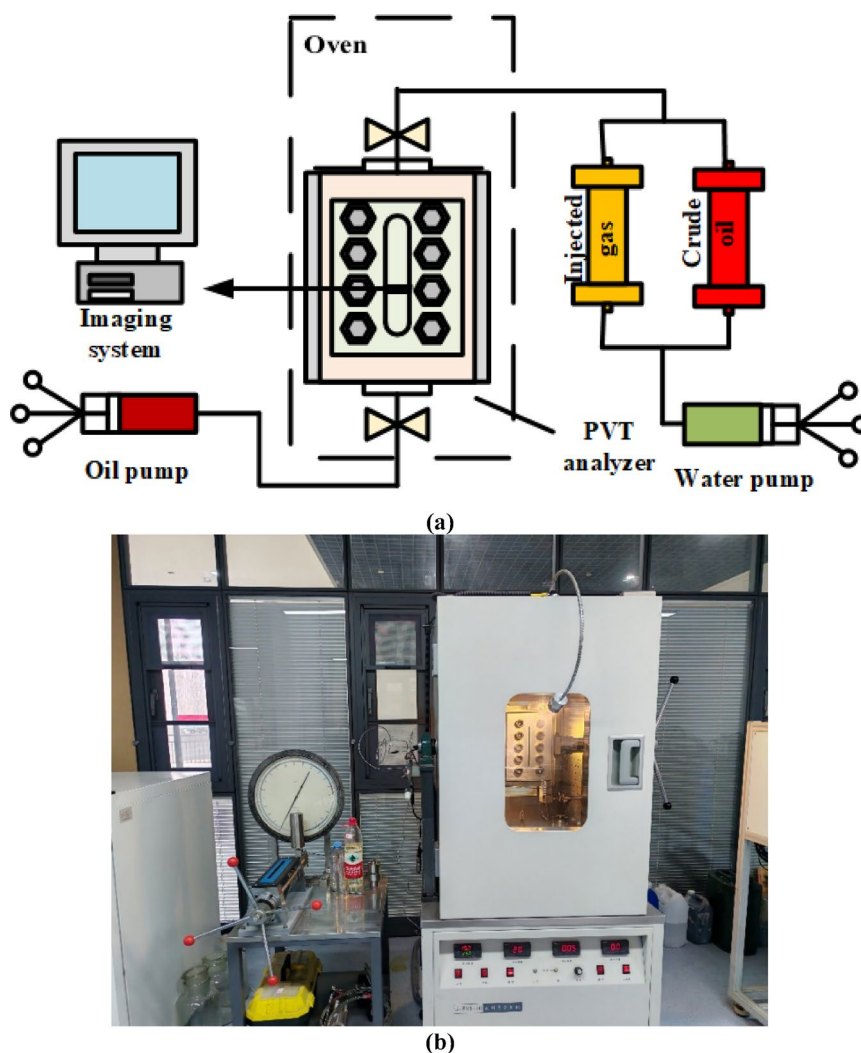 Oven
Injected
gas
Crude
oil
Imaging
system
PVT
analyzer
Oil pump
Water pump
(a)
(b)